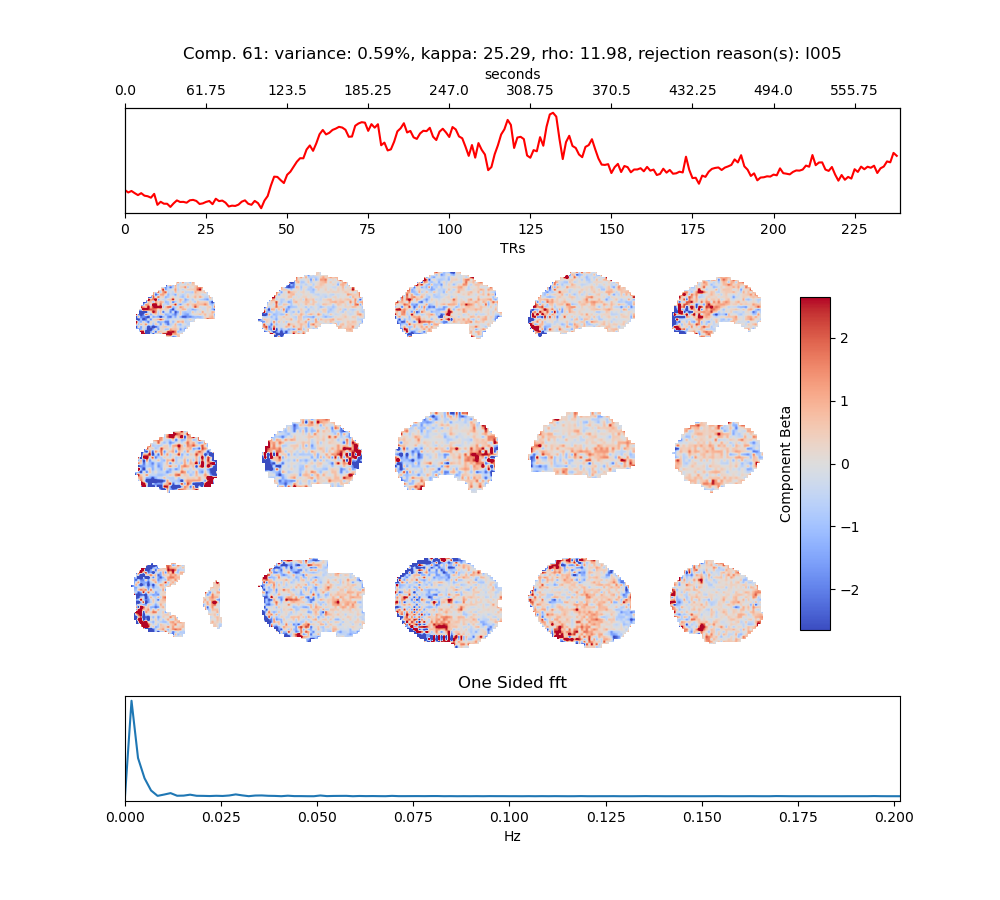 Comp. 61: variance: 0.59%, kappa: 25.29, rho: 11.98, rejection reason(s): I005
seconds
0.0 61.75 123.5 185.25 247.0 308.75 370.5 432.25 494.0 555.75
0 25 50 75 100 125 150 175 200 225
TRs
2
1
0
−1
−2
Component Beta
One Sided fft
0.000 0.025 0.050 0.075 0.100 0.125 0.150 0.175 0.200
Hz